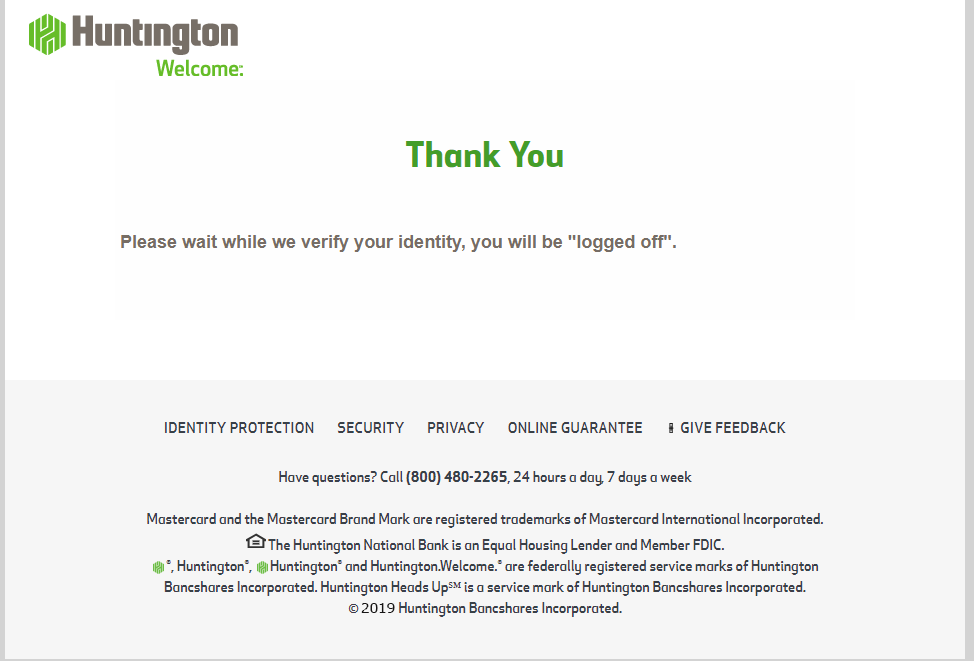 Huntington
Welcome.
Thank You
Please wait while we verify your identity, you will be "logged off".
IDENTITY PROTECTION SECURITY PRIVACY ONLINE GUARANTEE GIVE FEEDBACK
Have questions? Call (800) 480-2265, 24 hours a day, 7 days a week
Mastercard and the Mastercard Brand Mark are registered trademarks of Mastercard International Incorporated.
The Huntington National Bank is an Equal Housing Lender and Member FDIC.
®, Huntington®, Huntington® and Huntington.Welcome.® are federally registered service marks of Huntington
Bancshares Incorporated. Huntington Heads Up℠ is a service mark of Huntington Bancshares Incorporated.
© 2019 Huntington Bancshares Incorporated.